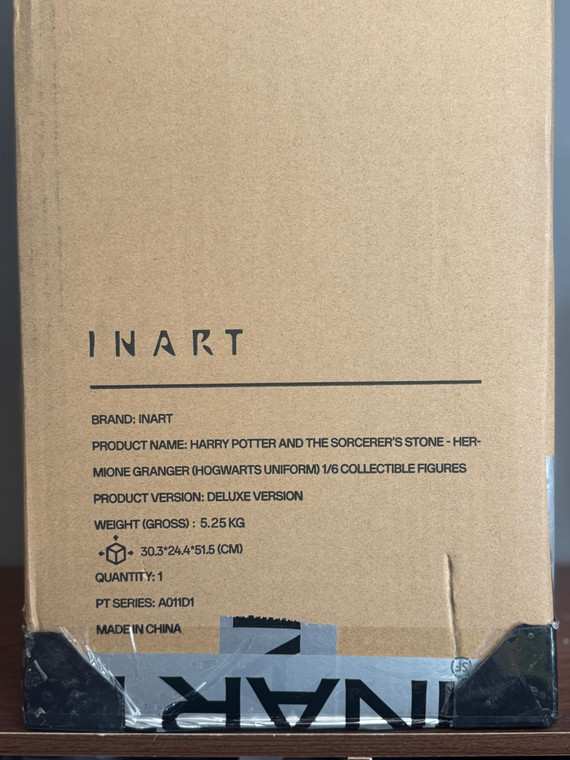 INART
BRAND: INART
PRODUCT NAME: HARRY POTTER AND THE SORCERER'S STONE - HER-
MIONE GRANGER (HOGWARTS UNIFORM) 1/6 COLLECTIBLE FIGURES
PRODUCT VERSION: DELUXE VERSION
WEIGHT (GROSS) : 5.25 KG
30.3*24.4*51.5 (CM)
QUANTITY: 1
PT SERIES: A011D1
MADE IN CHINA
JS
INART